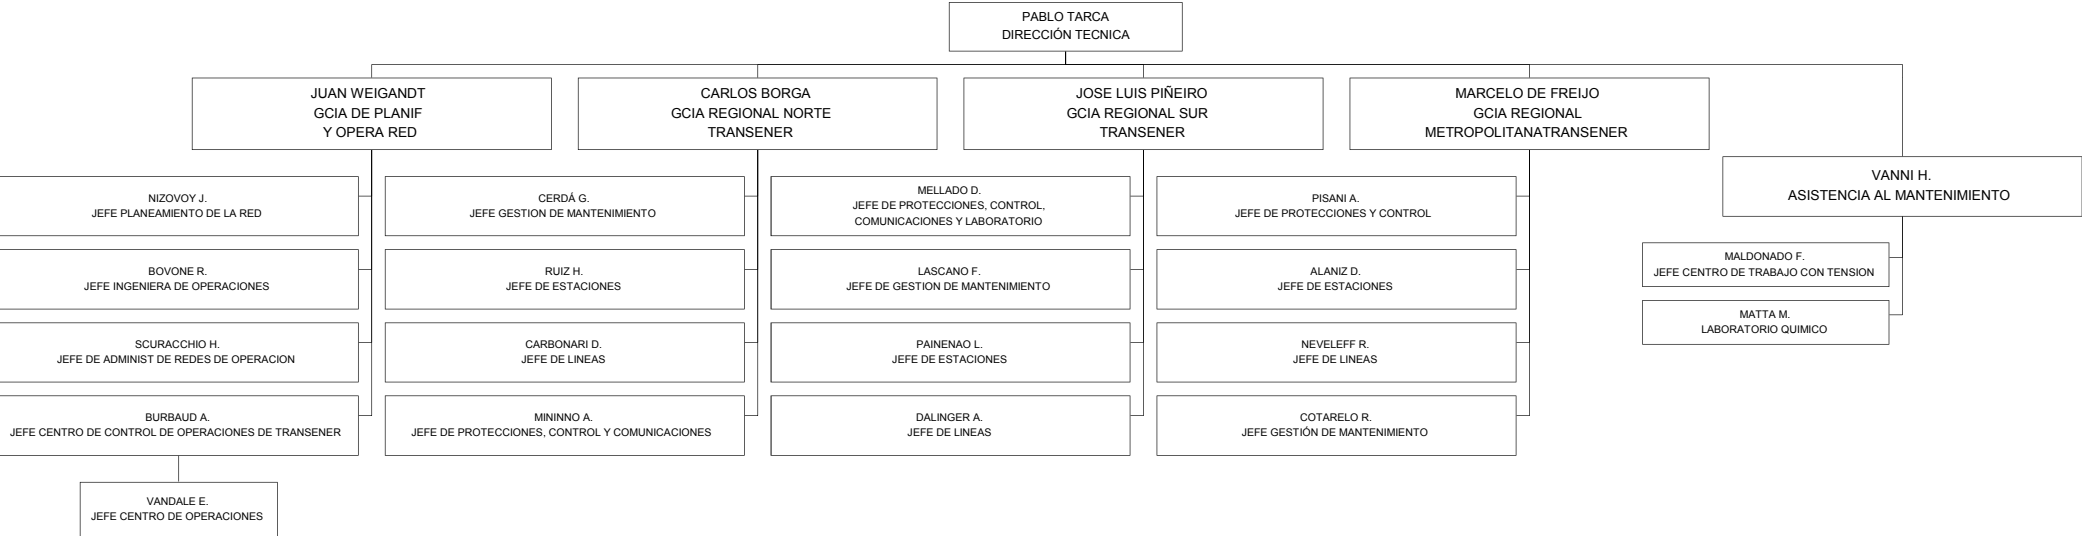 PABLO TARCA
DIRECCIÓN TECNICA
JUAN WEIGANDT
GCIA DE PLANIF
Y OPERA RED
CARLOS BORGA
GCIA REGIONAL NORTE
TRANSENER
JOSE LUIS PIÑEIRO
GCIA REGIONAL SUR
TRANSENER
MARCELO DE FREIJO
GCIA REGIONAL
METROPOLITANATRANSENER
VANNI H.
ASISTENCIA AL MANTENIMIENTO
NIZOVOY J.
JEFE PLANEAMIENTO DE LA RED
BOVONE R.
JEFE INGENIERA DE OPERACIONES
SCURACCHIO H.
JEFE DE ADMINIST DE REDES DE OPERACION
BURBAUD A.
JEFE CENTRO DE CONTROL DE OPERACIONES DE TRANSENER
VANDALE E.
JEFE CENTRO DE OPERACIONES
CERDÁ G.
JEFE GESTION DE MANTENIMIENTO
RUIZ H.
JEFE DE ESTACIONES
CARBONARI D.
JEFE DE LINEAS
MININNO A.
JEFE DE PROTECCIONES, CONTROL Y COMUNICACIONES
MELLADO D.
JEFE DE PROTECCIONES, CONTROL,
COMUNICACIONES Y LABORATORIO
LASCANO F.
JEFE DE GESTION DE MANTENIMIENTO
PAINENAO L.
JEFE DE ESTACIONES
DALINGER A.
JEFE DE LINEAS
PISANI A.
JEFE DE PROTECCIONES Y CONTROL
ALANIZ D.
JEFE DE ESTACIONES
NEVELEFF R.
JEFE DE LINEAS
COTARELO R.
JEFE GESTIÓN DE MANTENIMIENTO
MALDONADO F.
JEFE CENTRO DE TRABAJO CON TENSION
MATTA M.
LABORATORIO QUIMICO